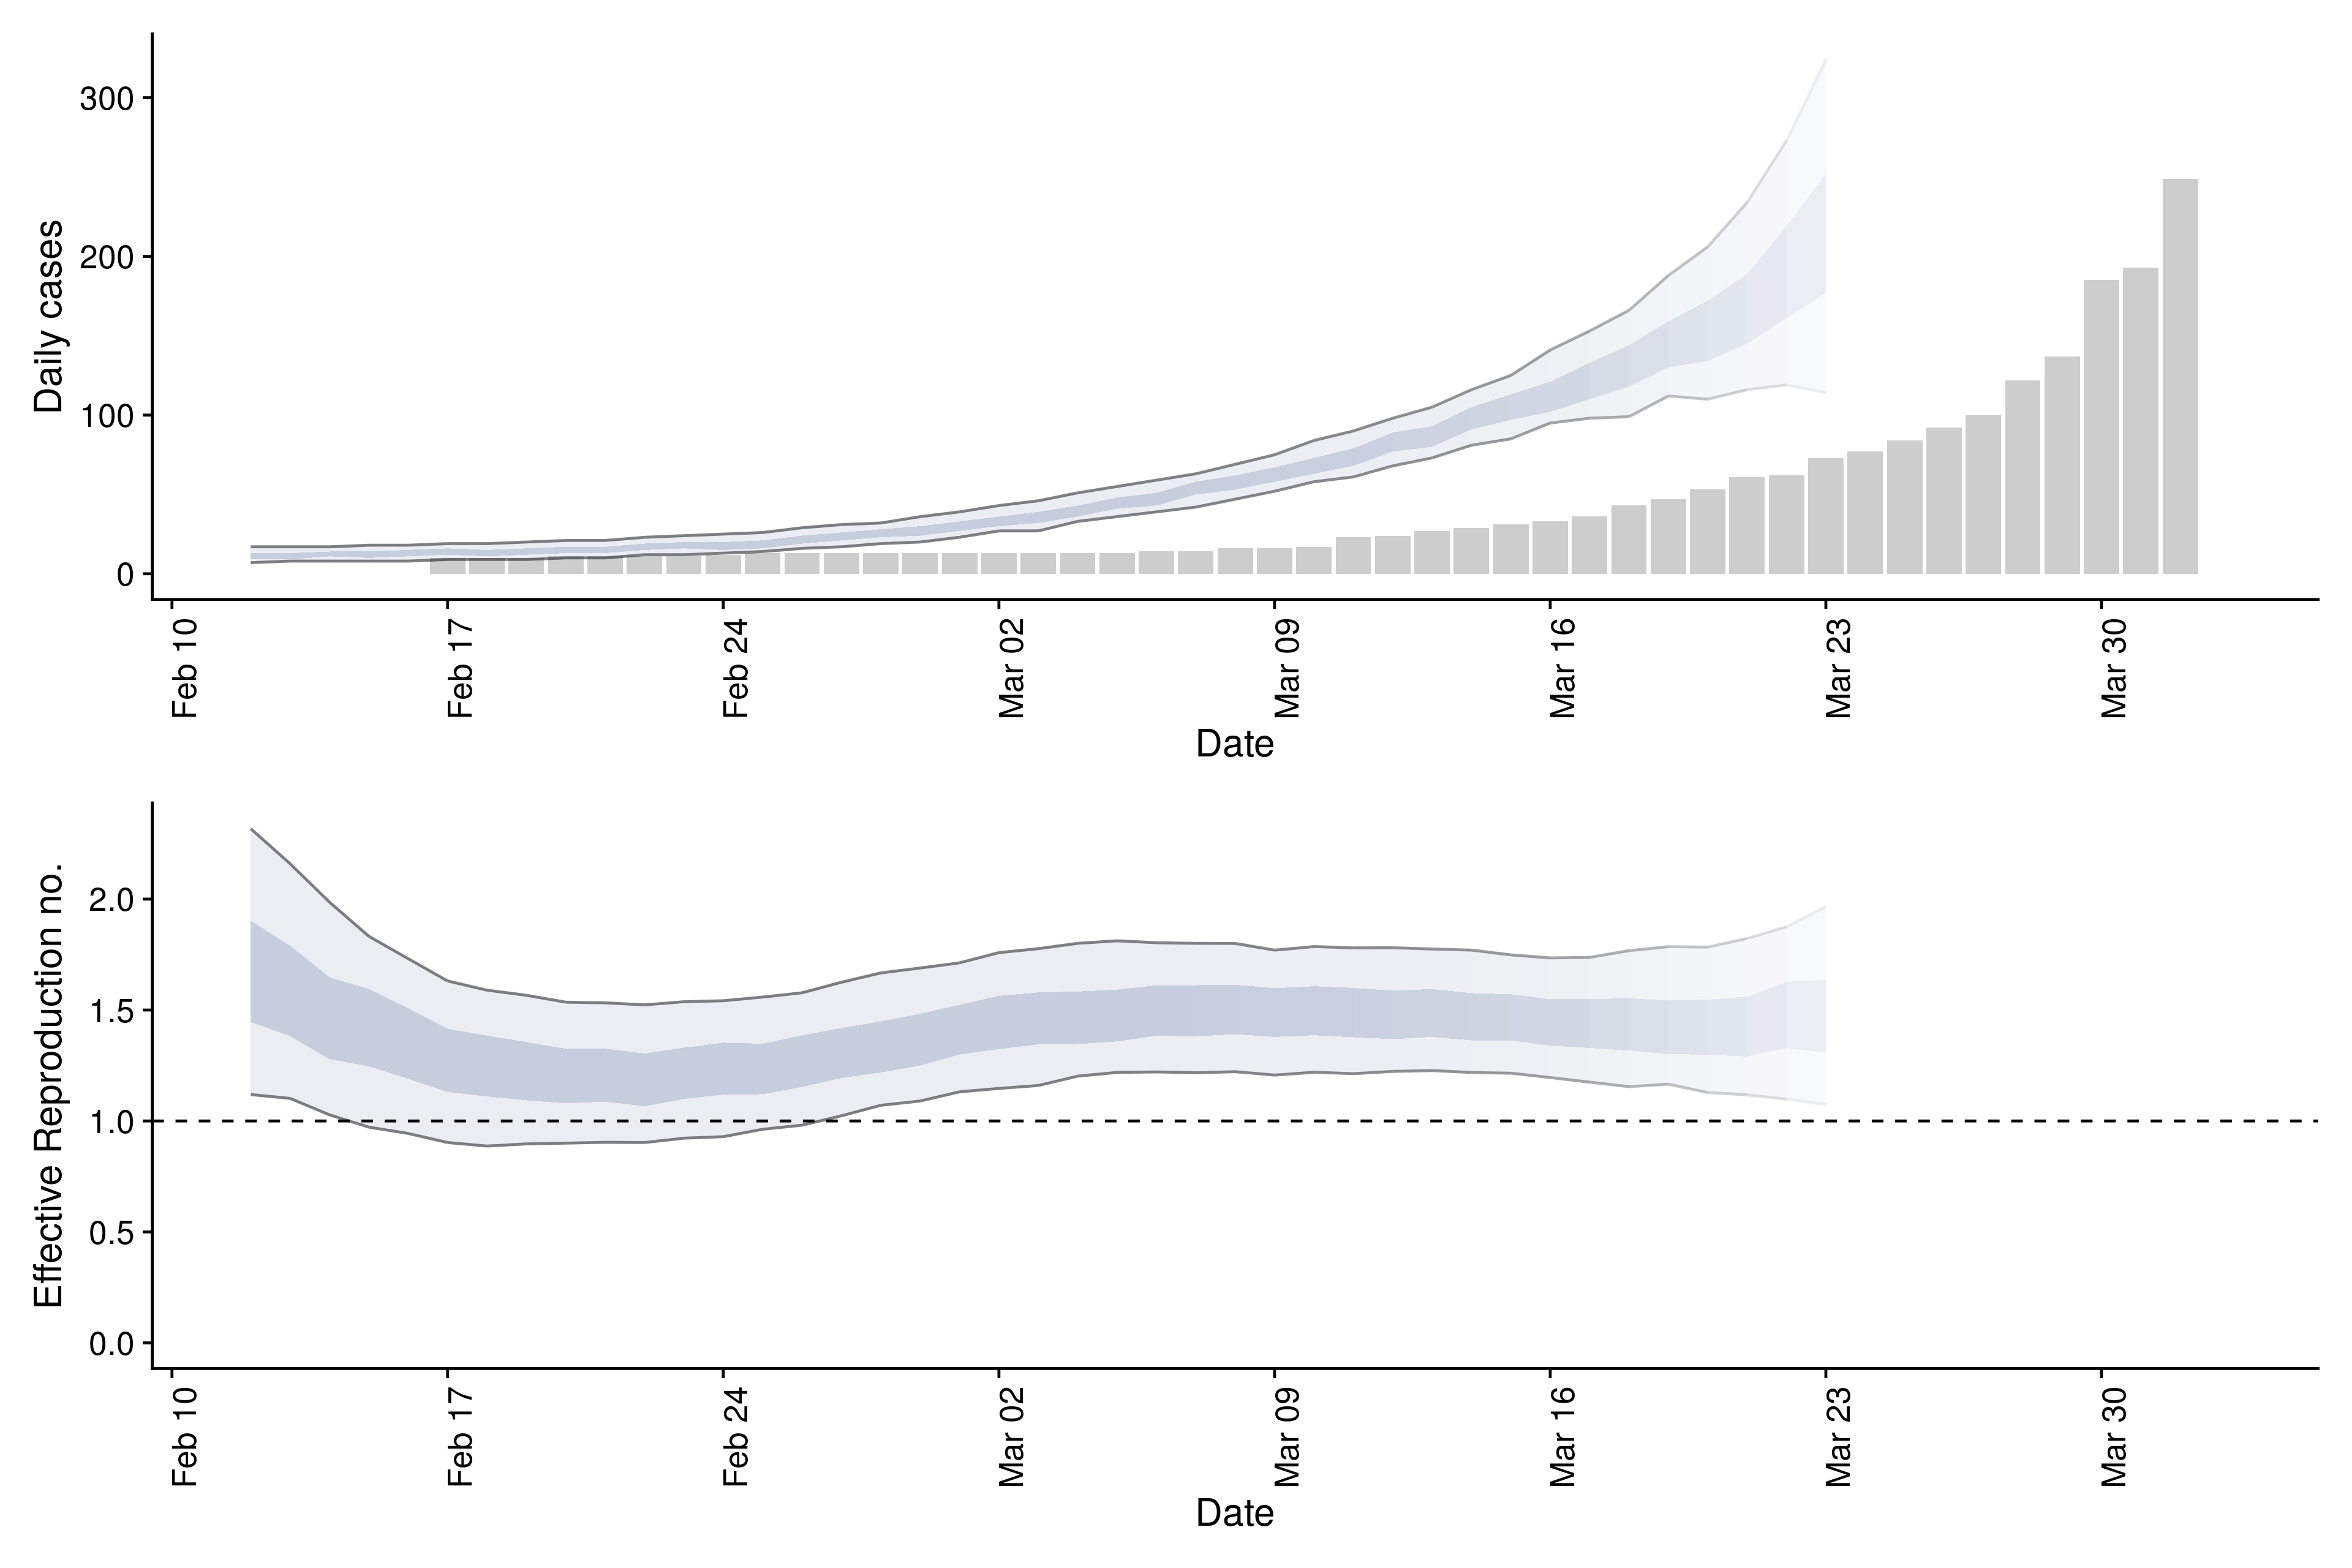 Daily cases
300
200
100
0
Feb 10
Feb 17
Feb 24
Mar 02
Mar 09
Mar 16
Mar 23
Mar 30
Date
Effective Reproduction no.
2.0
1.5
1.0
0.5
0.0
Feb 10
Feb 17
Feb 24
Mar 02
Mar 09
Mar 16
Mar 23
Mar 30
Date